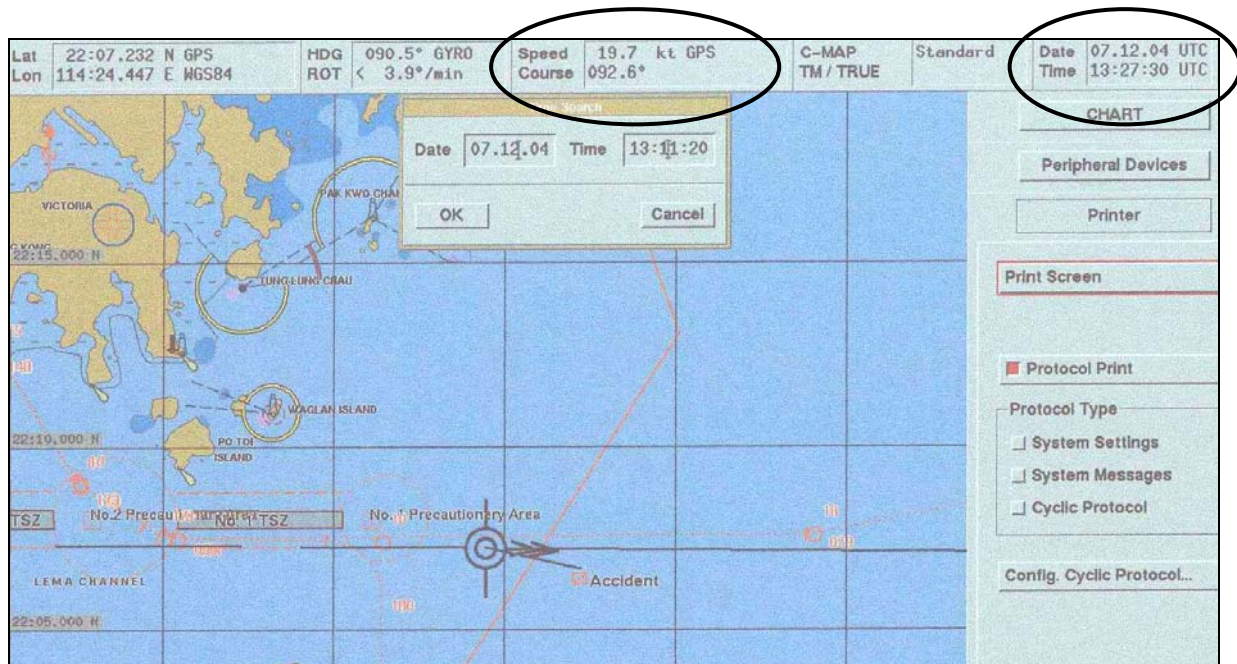 Lat 22:07.232 N GPS
Lon 114:24.447 E WGS84
HDG 090.5° GYRO
ROT < 3.9°/min
Speed 19.7 kt GPS
Course 092.6°
C-MAP Standard
TM / TRUE
Date 07.12.04 UTC
Time 13:27:30 UTC
Search
Date 07.12.04 Time 13:11:20
OK Cancel
CHART
Peripheral Devices
Printer
Print Screen
Protocol Print
Protocol Type
System Settings
System Messages
Cyclic Protocol
Config. Cyclic Protocol...
PAK KWO CHAU
VICTORIA
22:15.000 N
TUNG LUNG CHAU
WAGLAN ISLAND
22:10.000 N
PO TOI
ISLAND
TSZ
No.2
No. 1 TSZ
No. 1 Precautionery Area
LEMA CHANNEL
Accident
22:05.000 N